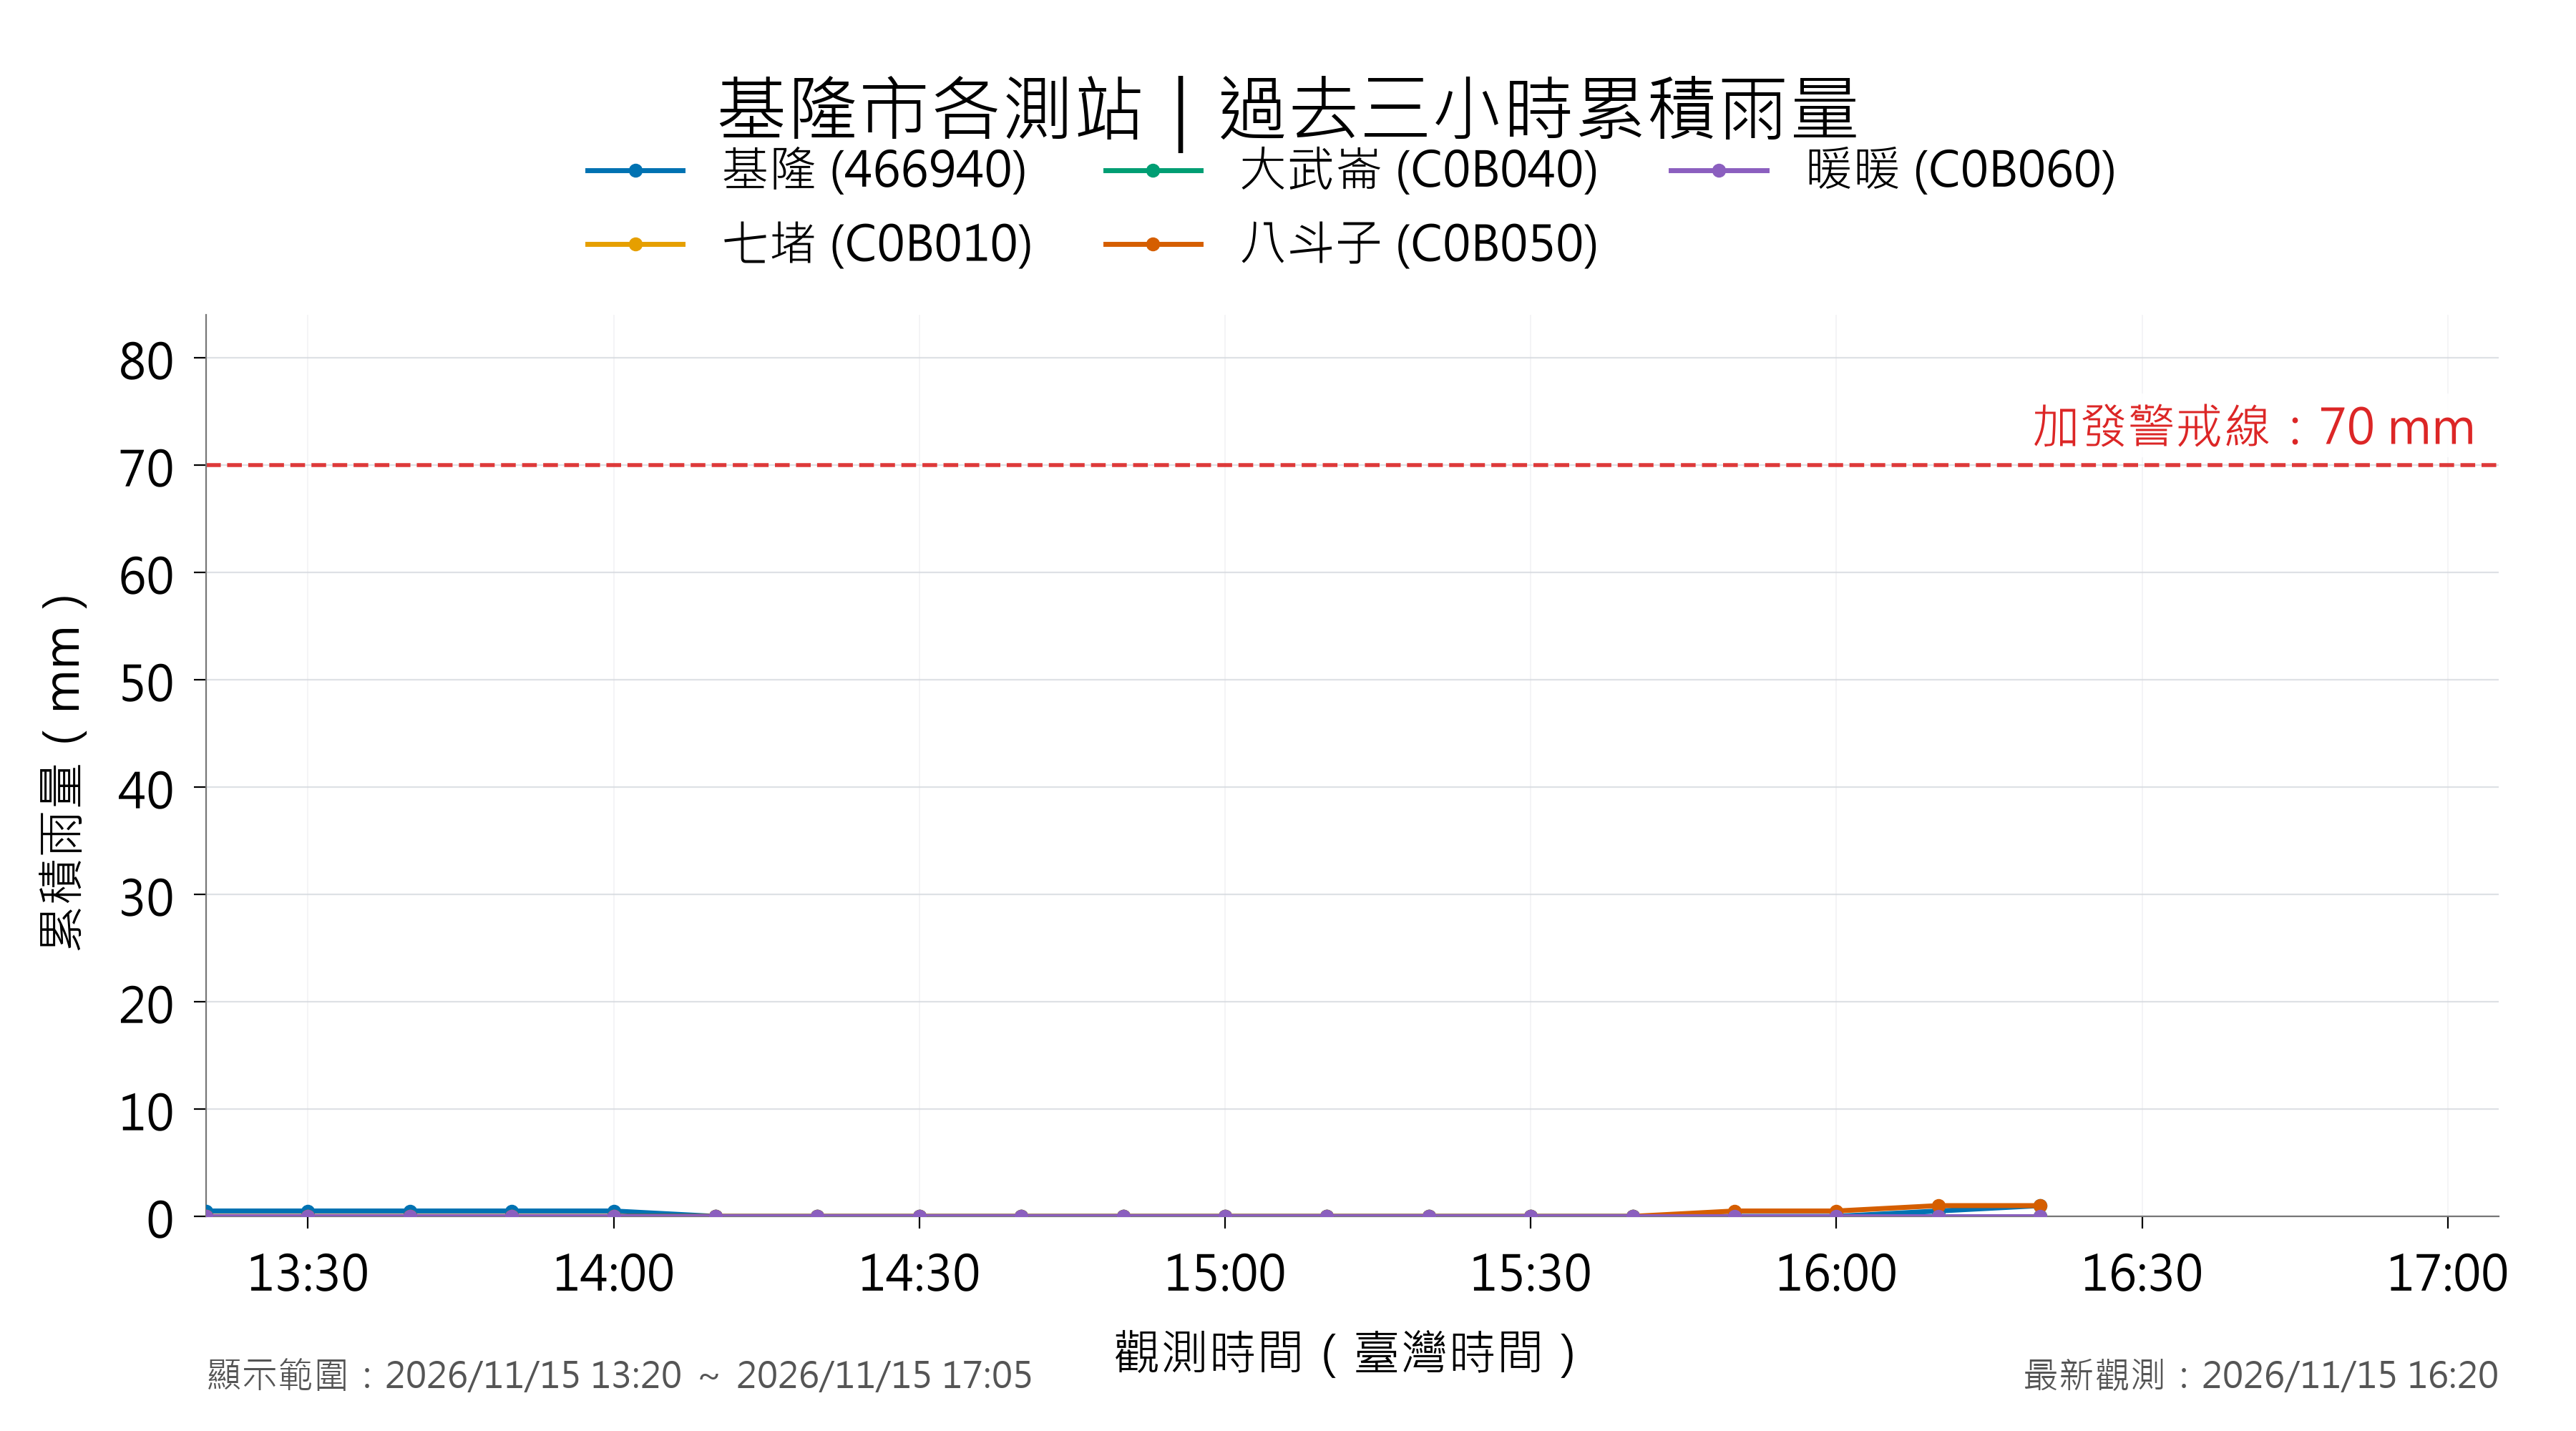 基隆市各測站 | 過去三小時累積雨量
基隆 (466940)
七堵 (C0B010)
大武崙 (C0B040)
八斗子 (C0B050)
暖暖 (C0B060)
加發警戒線：70 mm
累積雨量（mm）
80
70
60
50
40
30
20
10
0
13:30
14:00
14:30
15:00
15:30
16:00
16:30
17:00
觀測時間（臺灣時間）
顯示範圍：2026/11/15 13:20 ~ 2026/11/15 17:05
最新觀測：2026/11/15 16:20